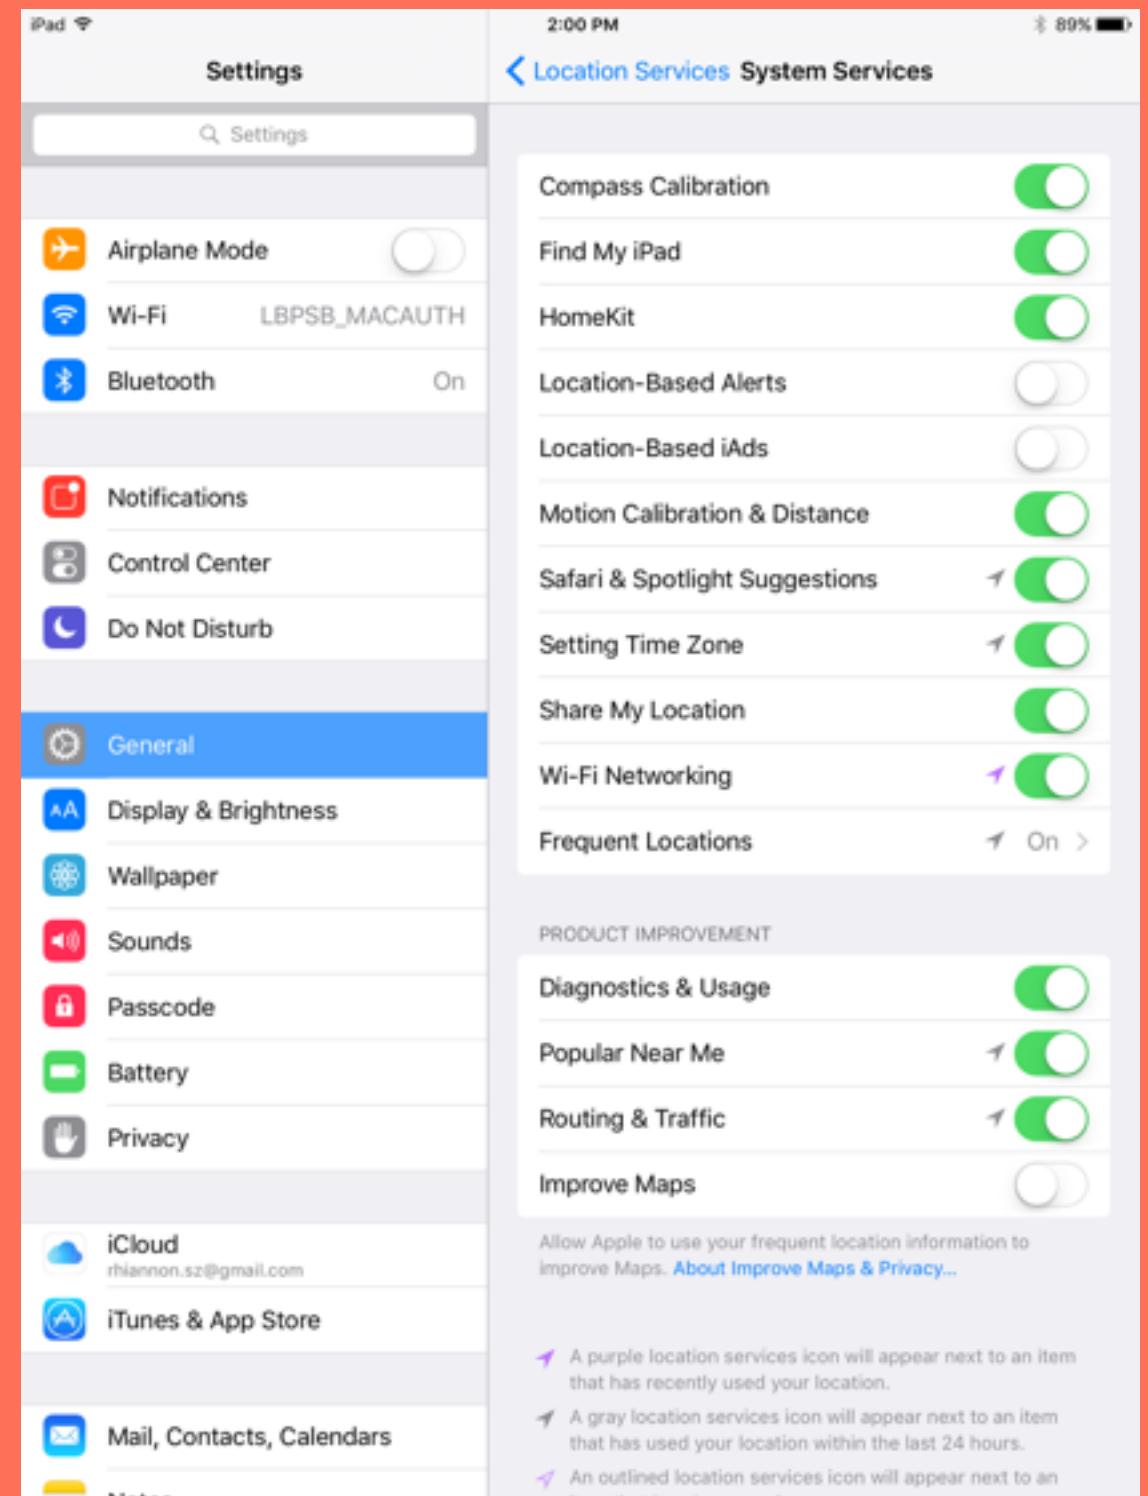 iPad
2:00 PM
89%
Settings
Location Services System Services
Settings
Airplane Mode
Wi-Fi LBPSB_MACAUTH
Bluetooth On
Notifications
Control Center
Do Not Disturb
General
Display & Brightness
AA
Wallpaper
Sounds
Passcode
Battery
Privacy
iCloud
rhiannon.sz@gmail.com
iTunes & App Store
Mail, Contacts, Calendars
Compass Calibration
Find My iPad
HomeKit
Location-Based Alerts
Location-Based iAds
Motion Calibration & Distance
Safari & Spotlight Suggestions
Setting Time Zone
Share My Location
Wi-Fi Networking
Frequent Locations On
PRODUCT IMPROVEMENT
Diagnostics & Usage
Popular Near Me
Routing & Traffic
Improve Maps
Allow Apple to use your frequent location information to
improve Maps. About Improve Maps & Privacy...
A purple location services icon will appear next to an item
that has recently used your location.
A gray location services icon will appear next to an item
that has used your location within the last 24 hours.
An outlined location services icon will appear next to an